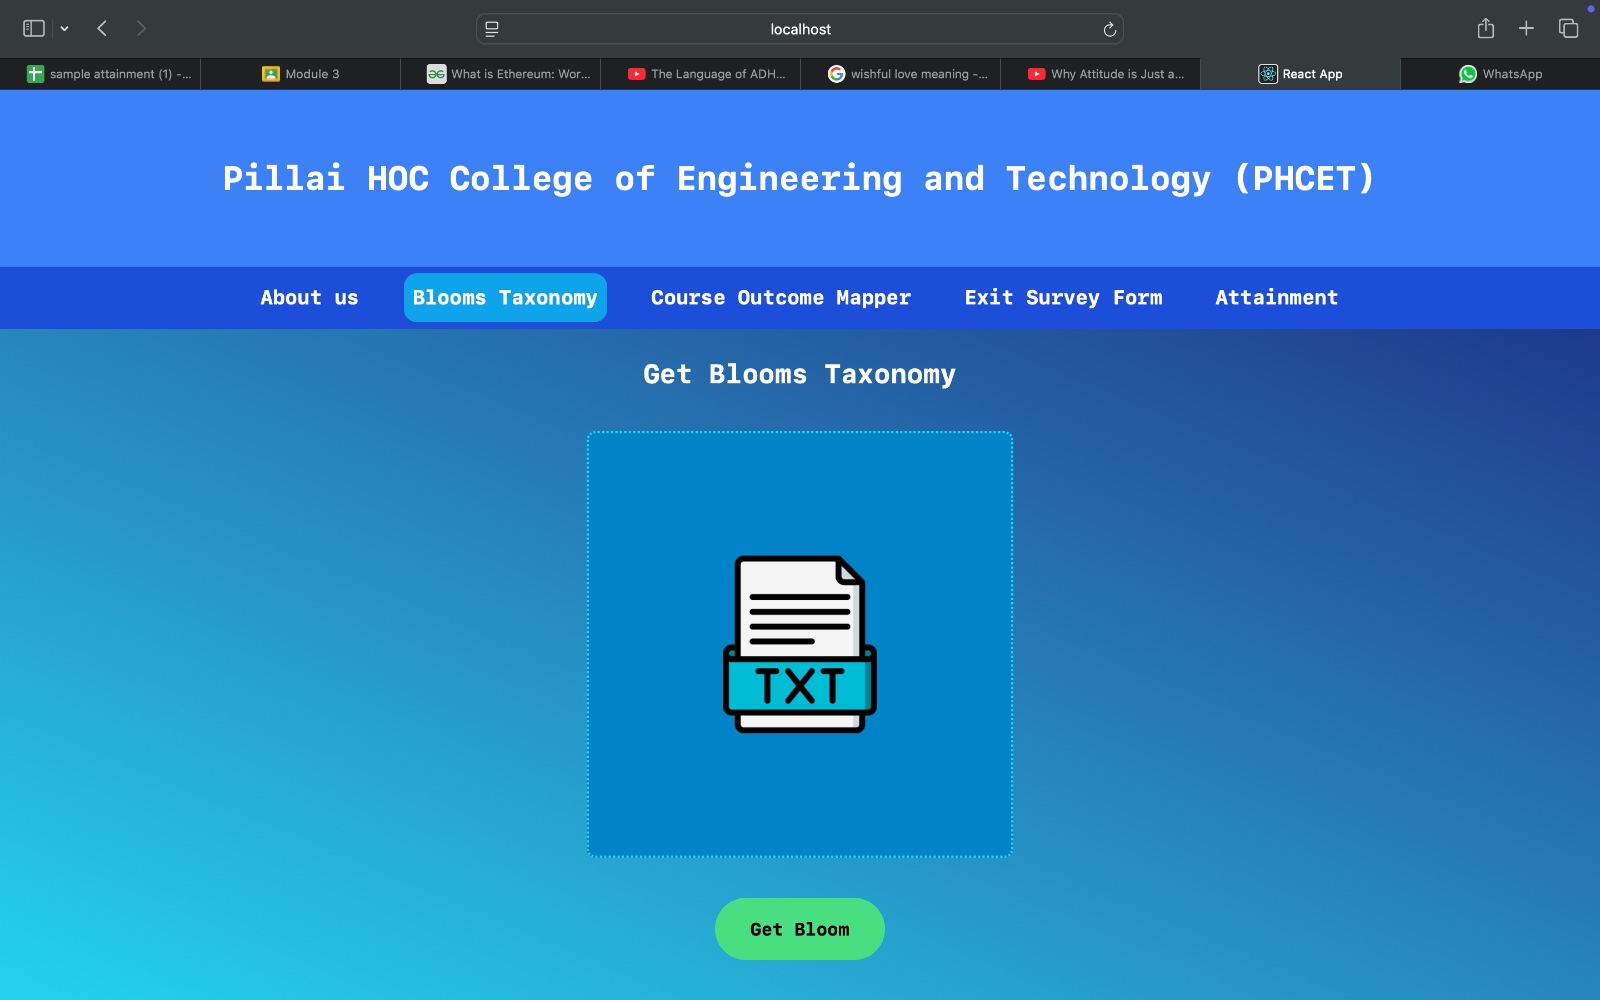 localhost
sample attainment (1) -...
Module 3
What is Ethereum: Wor...
The Language of ADH...
wishful love meaning -...
Why Attitude is Just a...
React App
WhatsApp
Pillai HOC College of Engineering and Technology (PHCET)
About us
Blooms Taxonomy
Course Outcome Mapper
Exit Survey Form
Attainment
Get Blooms Taxonomy
TXT
Get Bloom